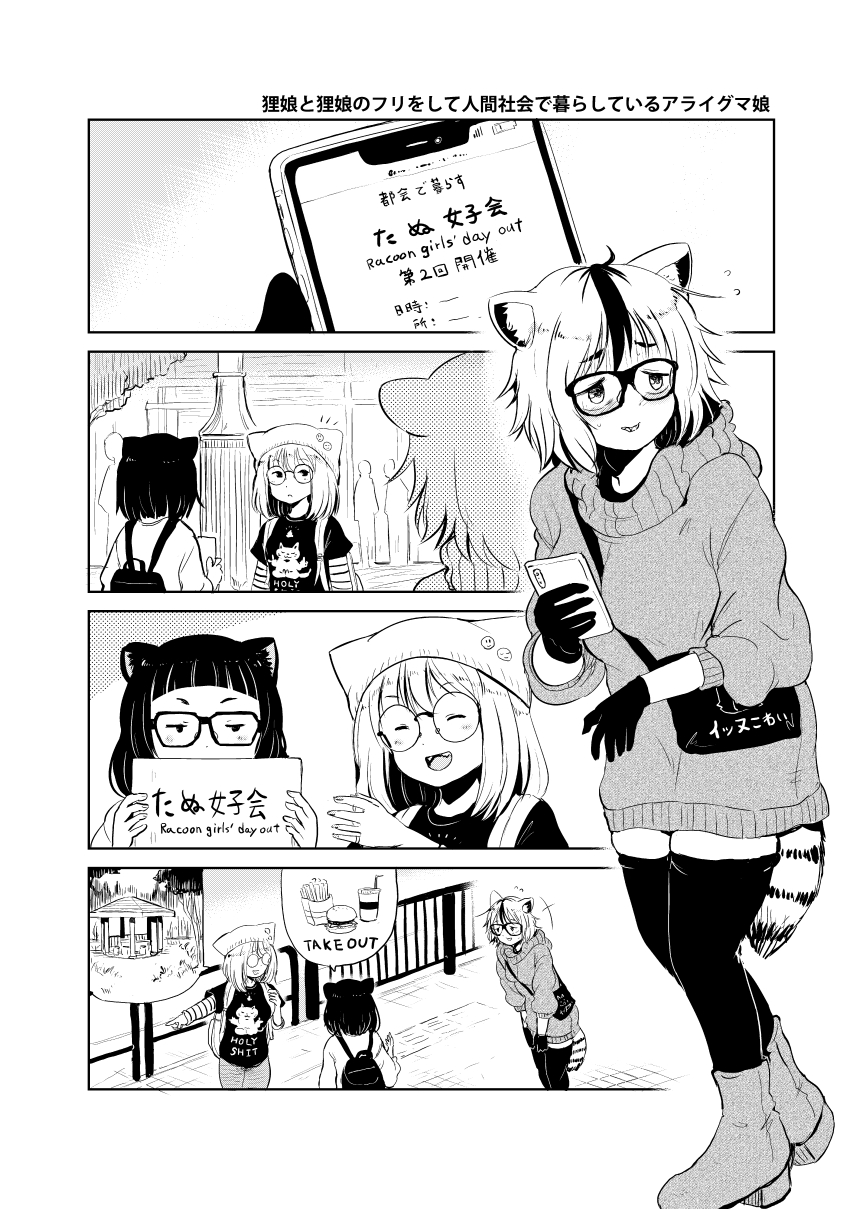 狸娘と狸娘のフリをして人間社会で暮らしているアライグマ娘
都会で暮らす
たぬ女子会
Racoon girls' day out
第2回開催
日時：
所：
HOLY
たぬ女子会
Racoon girls' day out
イッヌこわい
TAKE OUT
HOLY
SHIT